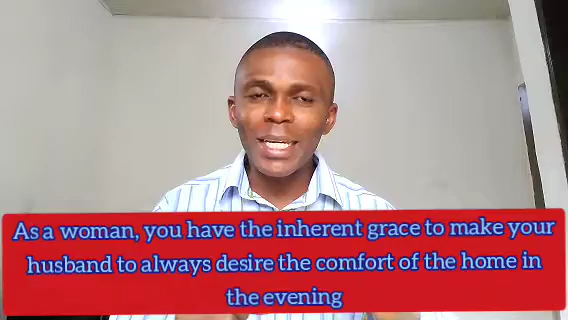 As a woman, you have the inherent grace to make your
husband to always desire the comfort of the home in
the evening